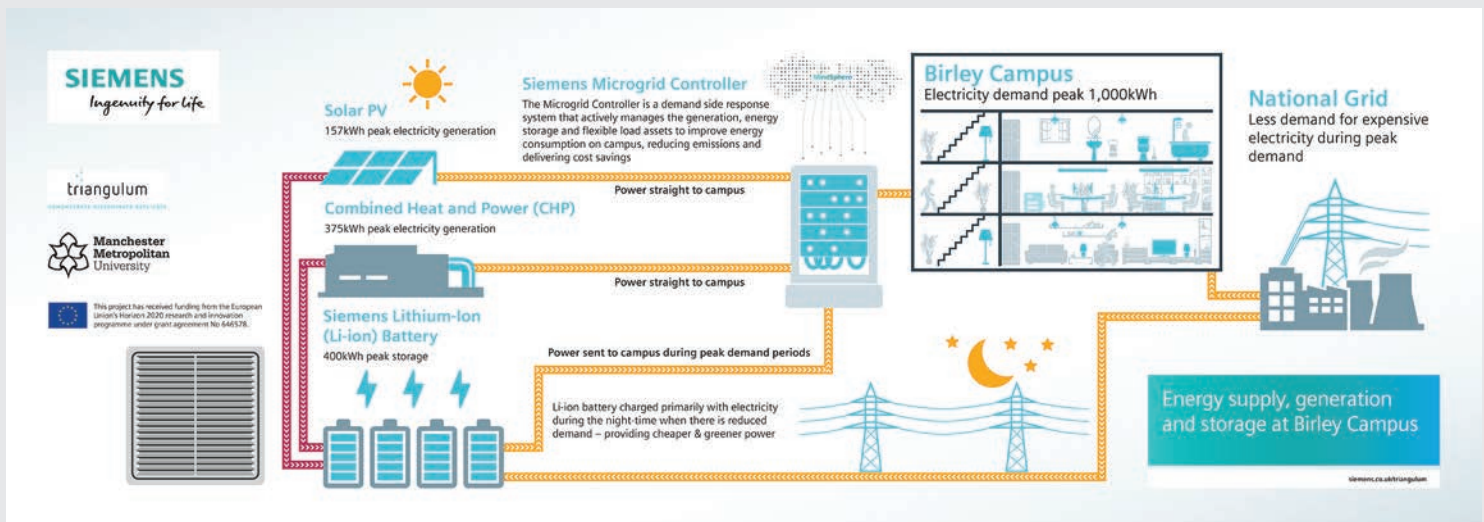 SIEMENS
Ingenuity for life
triangulum
Manchester
Metropolitan
University
This project has received funding from the European
Union's Horizon 2020 research and innovation
programme under grant agreement No 646578.
Solar PV
157kWh peak electricity generation
Combined Heat and Power (CHP)
375kWh peak electricity generation
Siemens Lithium-Ion
(Li-ion) Battery
400kWh peak storage
Siemens Microgrid Controller
The Microgrid Controller is a demand side response
system that actively manages the generation, energy
storage and flexible load assets to improve energy
consumption on campus, reducing emissions and
delivering cost savings
MindSphere
Power straight to campus
Power straight to campus
Power sent to campus during peak demand periods
Li-ion battery charged primarily with electricity
during the night-time when there is reduced
demand – providing cheaper & greener power
Birley Campus
Electricity demand peak 1,000kWh
National Grid
Less demand for expensive
electricity during peak
demand
Energy supply, generation
and storage at Birley Campus
siemens.co.uk/triangulum